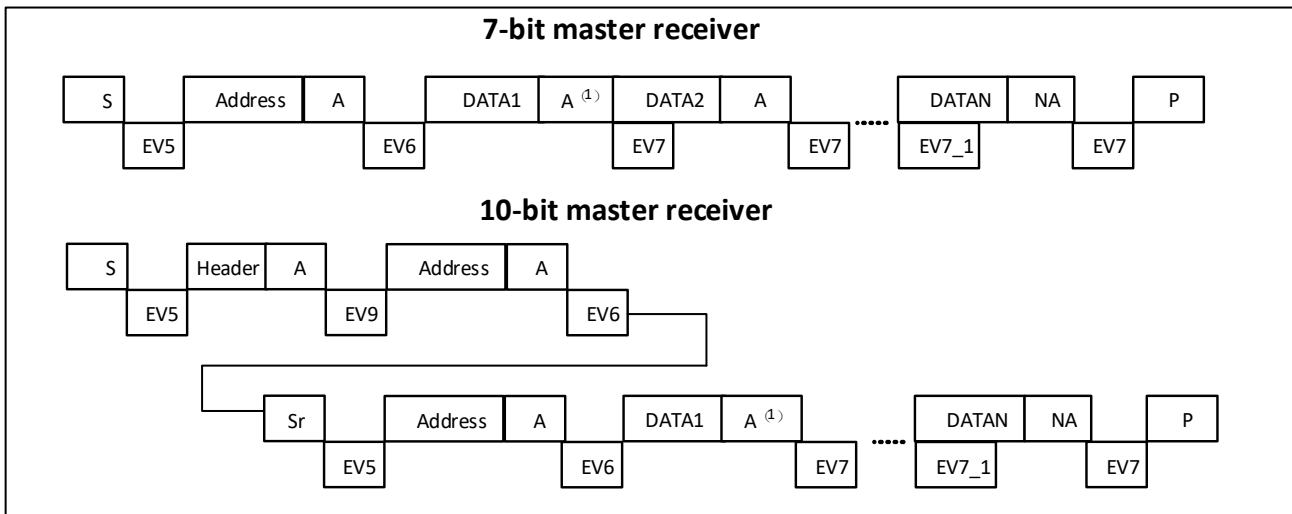 7-bit master receiver
S Address A DATA1 A (1) DATA2 A ..... DATAN NA P
EV5 EV6 EV7 EV7 EV7_1 EV7
10-bit master receiver
S Header A Address A
EV5 EV9 EV6
Sr Address A DATA1 A (1) ..... DATAN NA P
EV5 EV6 EV7 EV7_1 EV7